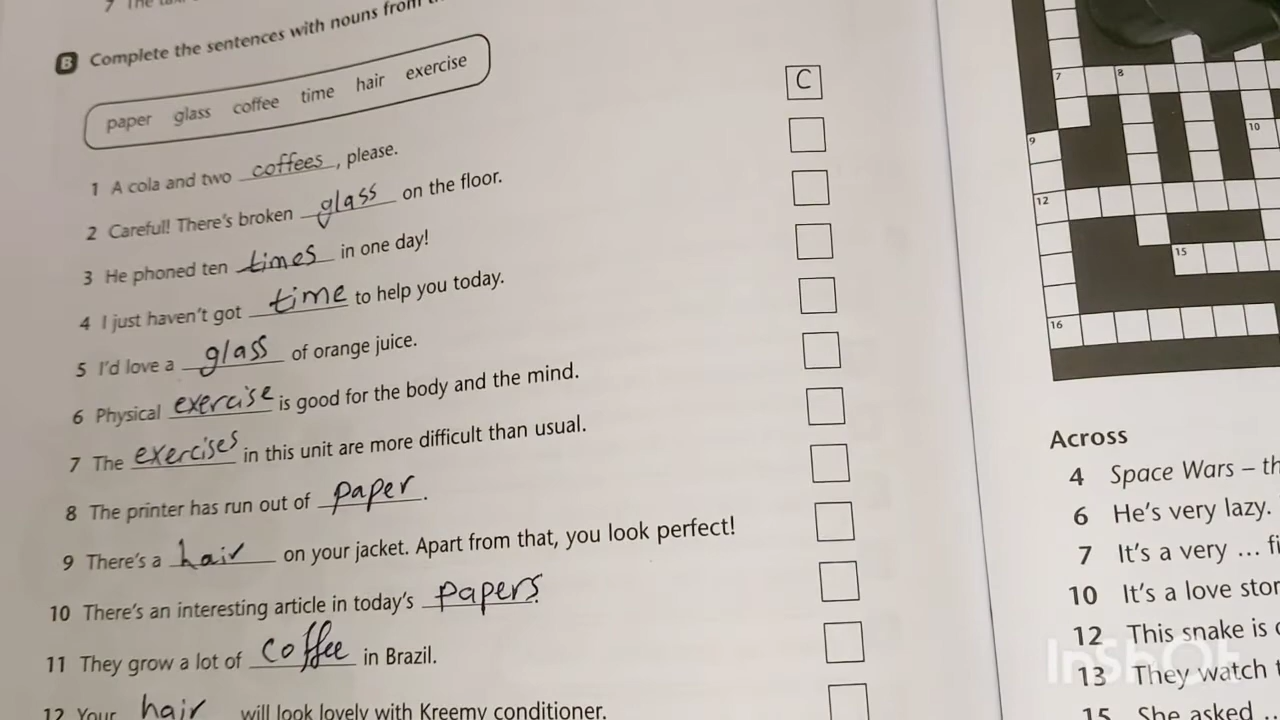 7 The
B Complete the sentences with nouns from
paper glass coffee time hair exercise
C
1 A cola and two coffees, please.
2 Careful! There's broken glass on the floor.
3 He phoned ten times in one day!
4 I just haven't got time to help you today.
5 I'd love a glass of orange juice.
6 Physical exercise is good for the body and the mind.
7 The exercises in this unit are more difficult than usual.
8 The printer has run out of paper.
9 There's a hair on your jacket. Apart from that, you look perfect!
10 There's an interesting article in today's papers.
11 They grow a lot of coffee in Brazil.
12 Your hair will look lovely with Kreemy conditioner.
7 8
9 10
12
15
16
Across
4 Space Wars – th
6 He's very lazy.
7 It's a very ... fi
10 It's a love stor
12 This snake is
13 They watch
15 She asked ...
InShOt